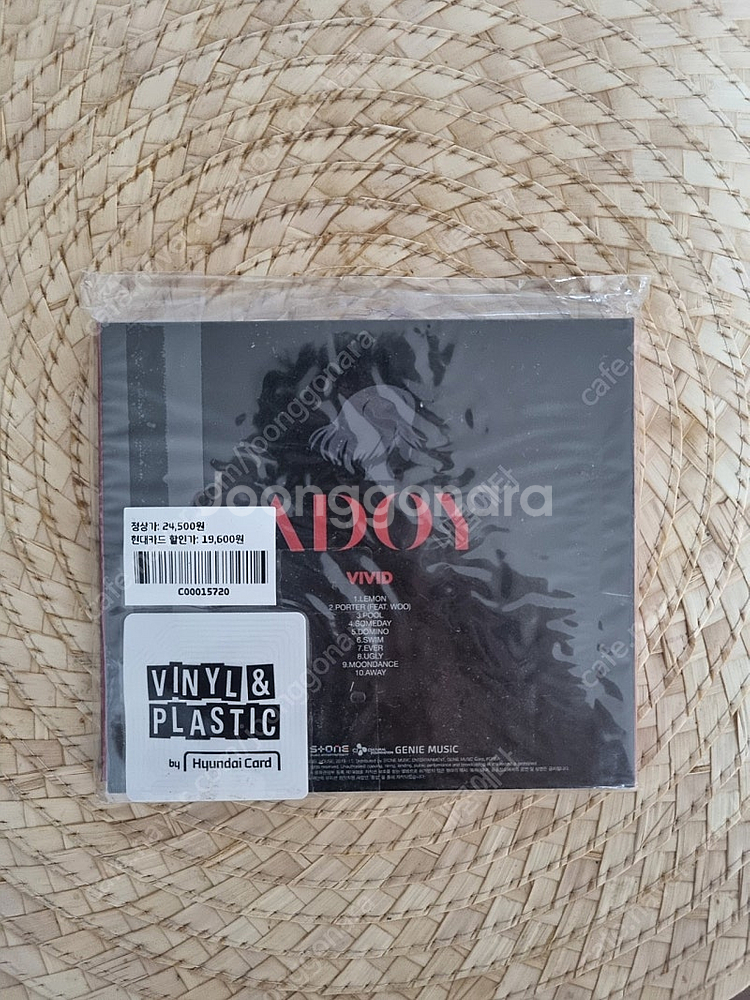 joonggonara
ADOY
정상가: 24,500원
현대카드 할인가: 19,600원
C00015720
VIVID
1.LEMON
2.PORTER (FEAT. WOO)
3.POOL
4.SOMEDAY
5.DOMINO
6.SWIM
7.EVER
8.UGLY
9.MOONDANCE
10.AWAY
VINYL &
PLASTIC
by Hyundai Card
GENIE MUSIC